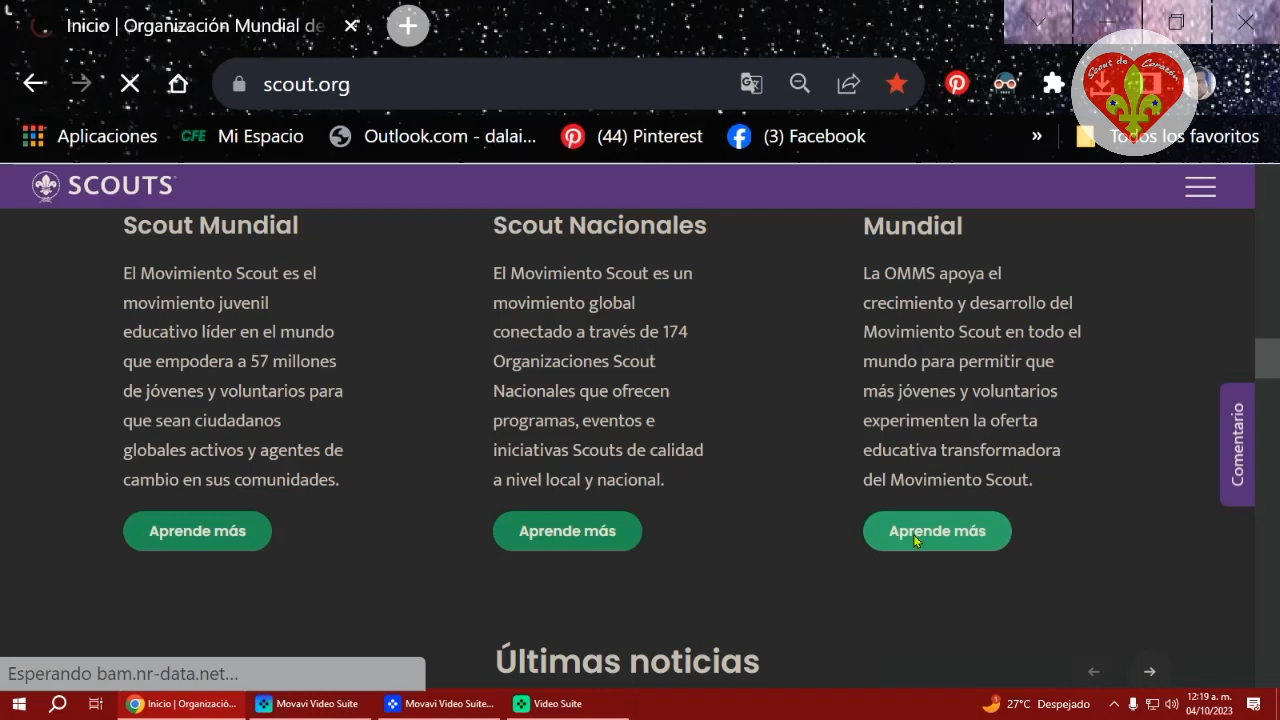 Inicio | Organización Mundial de
scout.org
Aplicaciones
CFE Mi Espacio
Outlook.com - dalai...
(44) Pinterest
(3) Facebook
»
Todos los favoritos
Scout de Corazón
SCOUTS
Scout Mundial
El Movimiento Scout es el
movimiento juvenil
educativo líder en el mundo
que empodera a 57 millones
de jóvenes y voluntarios para
que sean ciudadanos
globales activos y agentes de
cambio en sus comunidades.
Aprende más
Scout Nacionales
El Movimiento Scout es un
movimiento global
conectado a través de 174
Organizaciones Scout
Nacionales que ofrecen
programas, eventos e
iniciativas Scouts de calidad
a nivel local y nacional.
Aprende más
Mundial
La OMMS apoya el
crecimiento y desarrollo del
Movimiento Scout en todo el
mundo para permitir que
más jóvenes y voluntarios
experimenten la oferta
educativa transformadora
del Movimiento Scout.
Aprende más
Comentario
Últimas noticias
Esperando bam.nr-data.net...
Inicio | Organizació...
Movavi Video Suite
Movavi Video Suite...
Video Suite
27°C Despejado
12:19 a. m.
04/10/2023